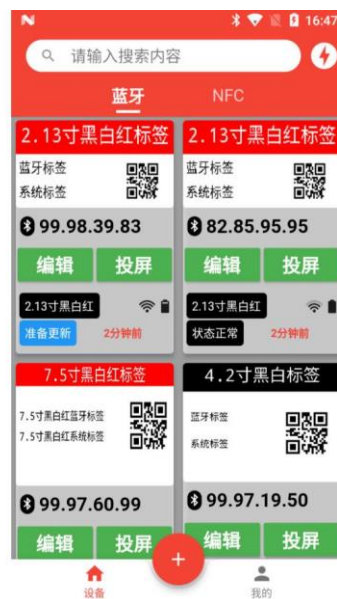 16:47
请输入搜索内容
蓝牙 NFC
2.13寸黑白红标签
蓝牙标签
系统标签
99.98.39.83
编辑 投屏
2.13寸黑白红
准备更新 2分钟前
2.13寸黑白红标签
蓝牙标签
系统标签
82.85.95.95
编辑 投屏
2.13寸黑白红
状态正常 2分钟前
7.5寸黑白红标签
7.5寸黑白红蓝牙标签
7.5寸黑白红系统标签
99.97.60.99
编辑 投屏
4.2寸黑白标签
蓝牙标签
系统标签
99.97.19.50
编辑 投屏
+
设备 我的